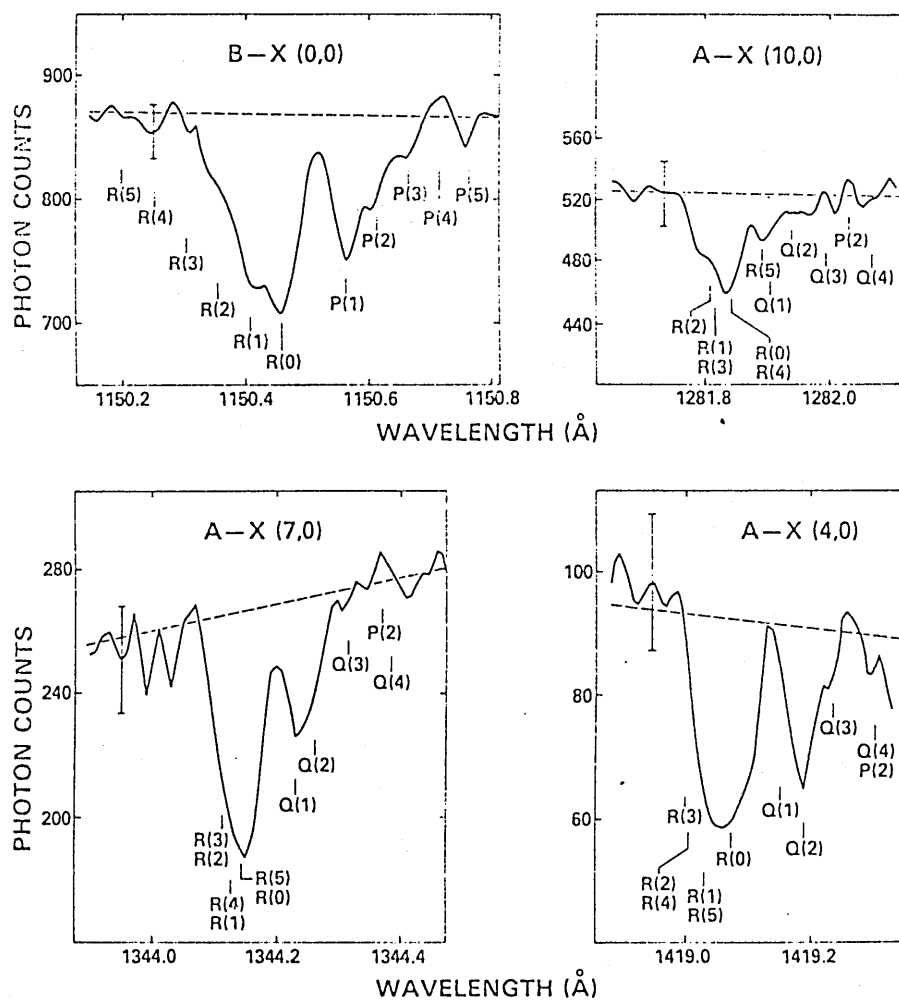 B–X (0,0)
PHOTON COUNTS
900
800
700
R(5)
R(4)
R(3)
R(2)
R(1)
R(0)
P(1)
P(2)
P(3)
P(4)
P(5)
1150.2
1150.4
1150.6
1150.8
A–X (10,0)
560
520
480
440
R(2)
R(1)
R(3)
R(0)
R(4)
R(5)
Q(1)
Q(2)
Q(3)
P(2)
Q(4)
1281.8
1282.0
WAVELENGTH (Å)
A–X (7,0)
PHOTON COUNTS
280
240
200
R(3)
R(2)
R(4)
R(1)
R(5)
R(0)
Q(1)
Q(2)
Q(3)
P(2)
Q(4)
1344.0
1344.2
1344.4
A–X (4,0)
100
80
60
R(3)
R(2)
R(4)
R(1)
R(5)
R(0)
Q(1)
Q(2)
Q(3)
Q(4)
P(2)
1419.0
1419.2
WAVELENGTH (Å)